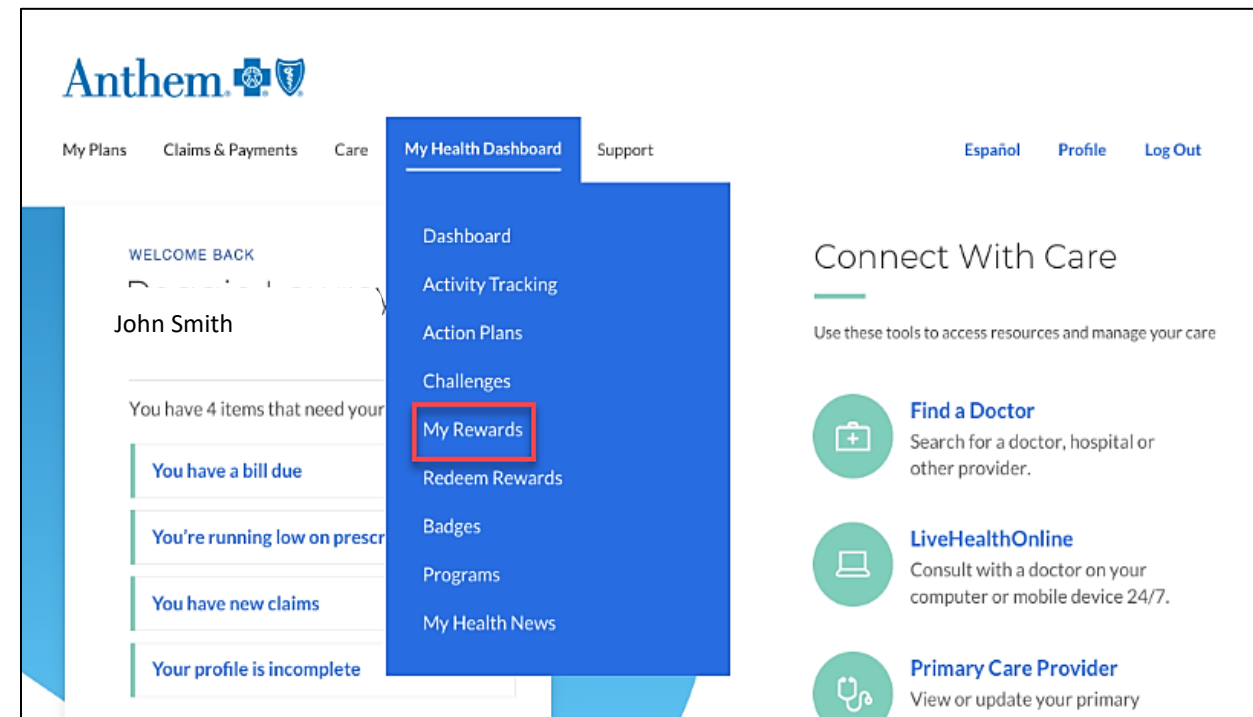 Anthem.
My Plans Claims & Payments Care My Health Dashboard Support Español Profile Log Out
WELCOME BACK
John Smith
You have 4 items that need your
You have a bill due
You're running low on prescr
You have new claims
Your profile is incomplete
Dashboard
Activity Tracking
Action Plans
Challenges
My Rewards
Redeem Rewards
Badges
Programs
My Health News
Connect With Care
Use these tools to access resources and manage your care
Find a Doctor
Search for a doctor, hospital or
other provider.
LiveHealthOnline
Consult with a doctor on your
computer or mobile device 24/7.
Primary Care Provider
View or update your primary